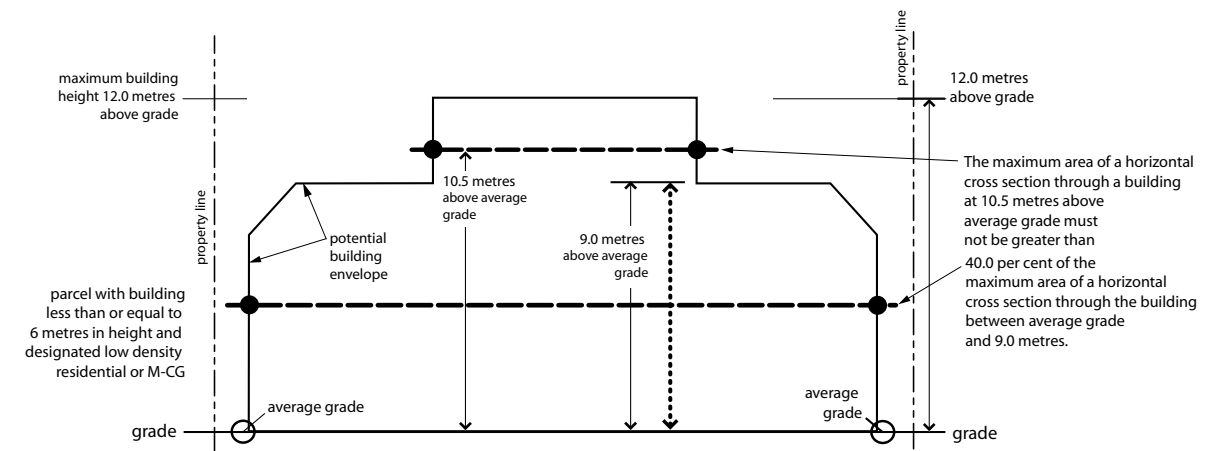 property line
maximum building
height 12.0 metres
above grade
12.0 metres
above grade
10.5 metres
above average
grade
The maximum area of a horizontal
cross section through a building
at 10.5 metres above
average grade must
not be greater than
property line
potential
building
envelope
9.0 metres
above average
grade
40.0 per cent of the
maximum area of a horizontal
cross section through the building
between average grade
and 9.0 metres.
parcel with building
less than or equal to
6 metres in height and
designated low density
residential or M-CG
average grade
average
grade
grade
grade